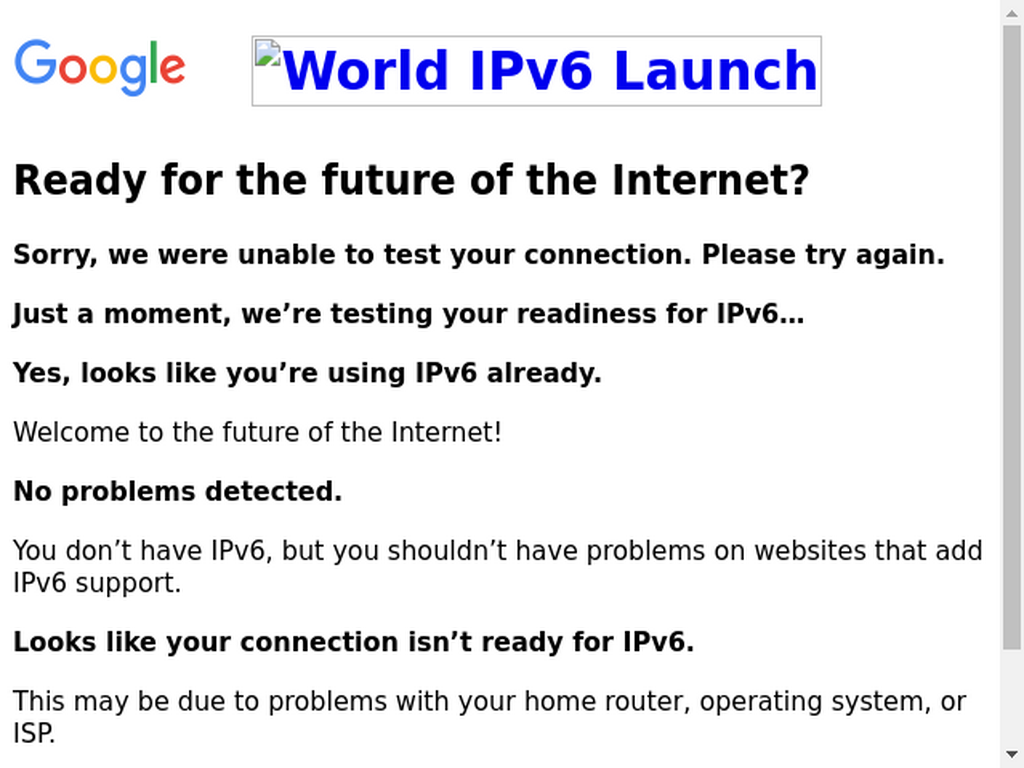 Google
World IPv6 Launch
Ready for the future of the Internet?
Sorry, we were unable to test your connection. Please try again.
Just a moment, we’re testing your readiness for IPv6…
Yes, looks like you’re using IPv6 already.
Welcome to the future of the Internet!
No problems detected.
You don’t have IPv6, but you shouldn’t have problems on websites that add
IPv6 support.
Looks like your connection isn’t ready for IPv6.
This may be due to problems with your home router, operating system, or
ISP.